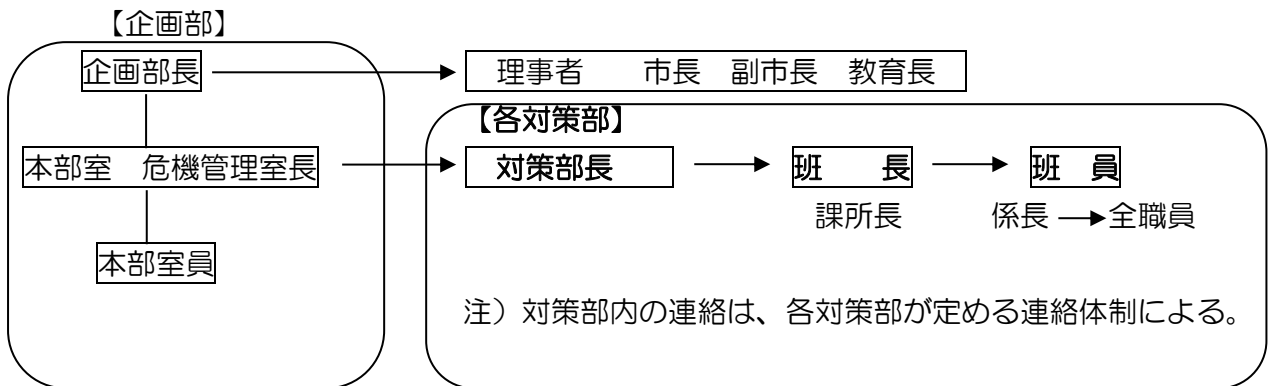 【企画部】
企画部長 理事者 市長 副市長 教育長
【各対策部】
本部室 危機管理室長 対策部長 班 長 班 員
課所長 係長 全職員
本部室員
注）対策部内の連絡は、各対策部が定める連絡体制による。